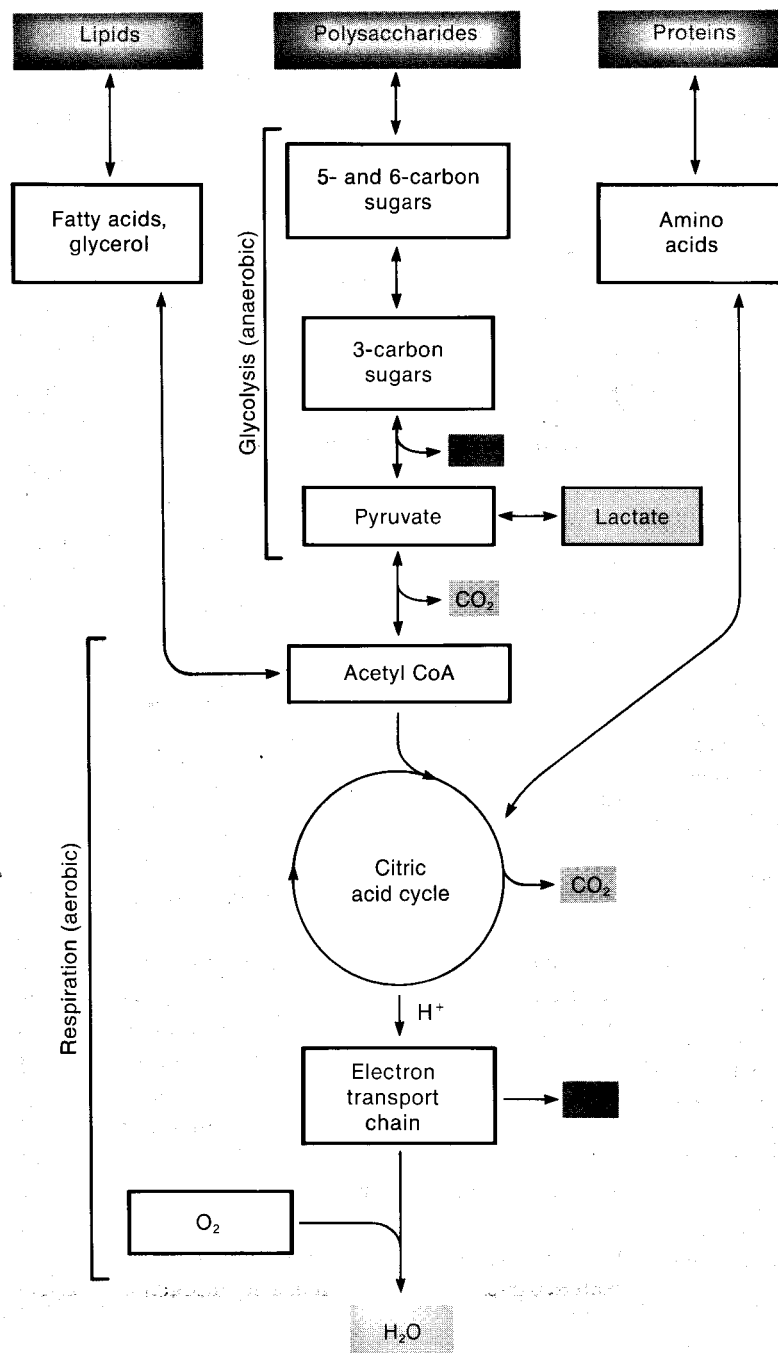 Lipids
Polysaccharides
Proteins
5- and 6-carbon
sugars
Fatty acids,
glycerol
Amino
acids
Glycolysis (anaerobic)
3-carbon
sugars
Pyruvate
Lactate
CO₂
Acetyl CoA
Respiration (aerobic)
Citric
acid cycle
CO₂
H⁺
Electron
transport
chain
O₂
H₂O